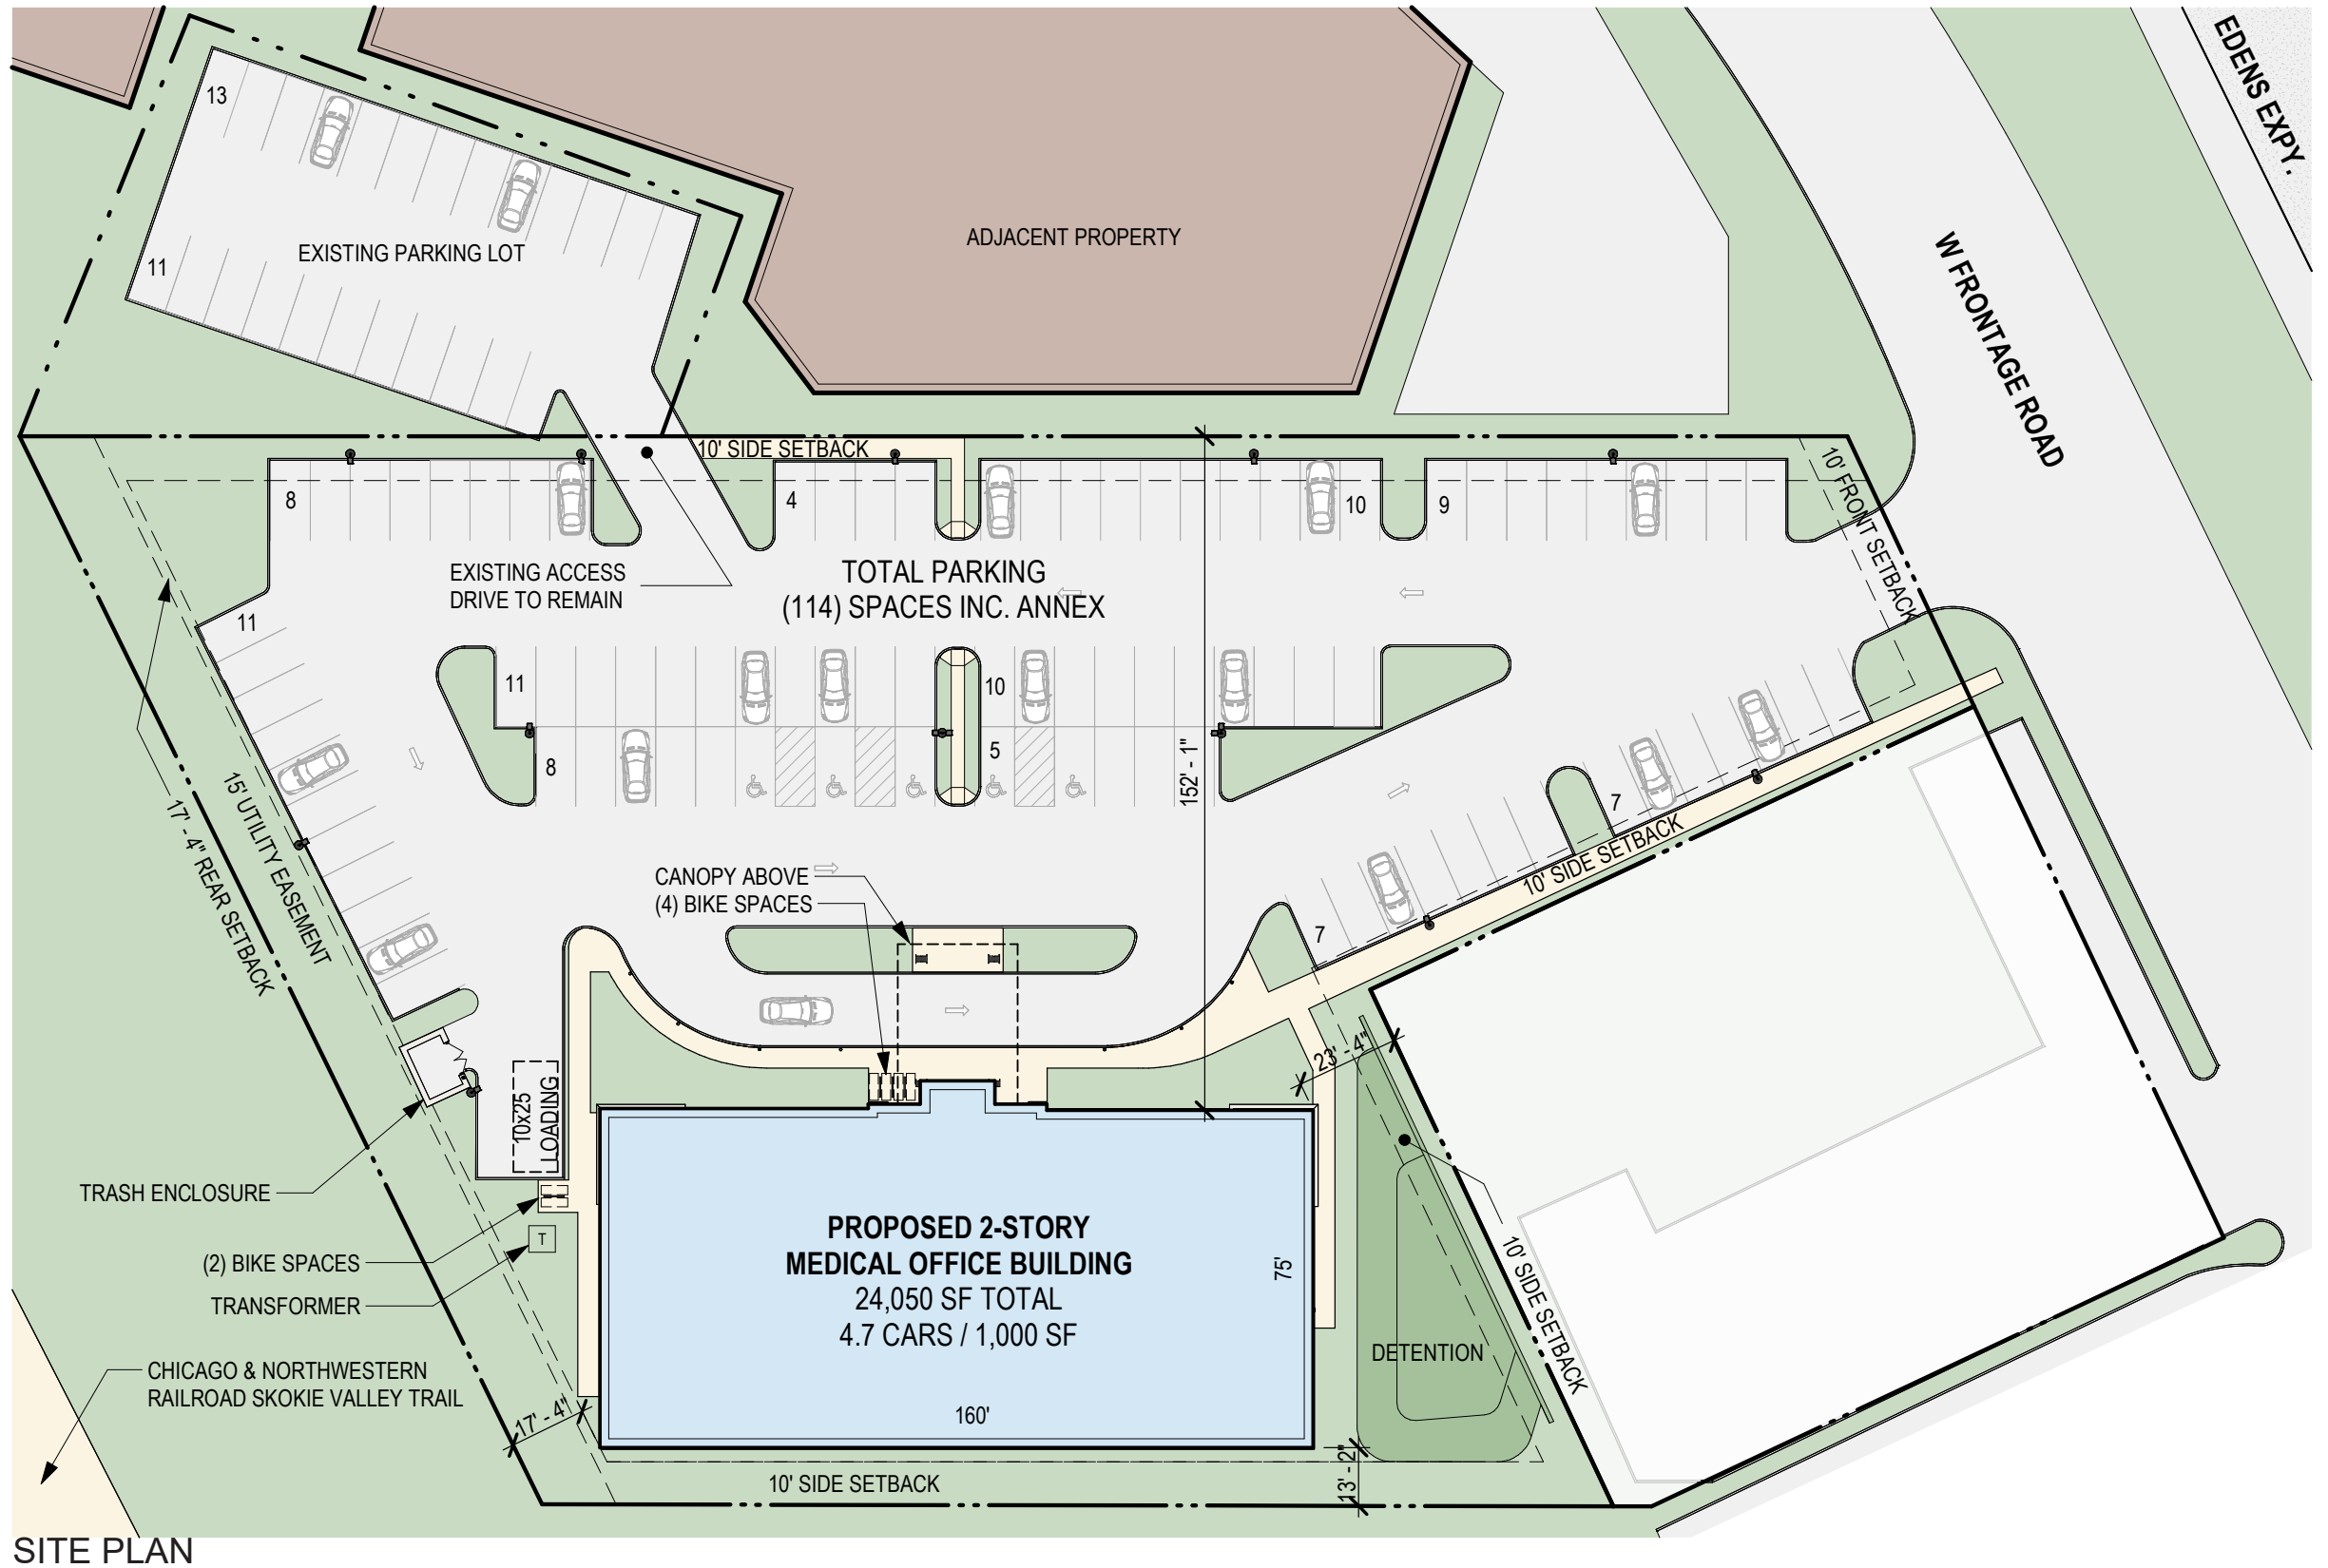 EDENS EXPY.
13
ADJACENT PROPERTY
EXISTING PARKING LOT
11
W FRONTAGE ROAD
10' SIDE SETBACK
10' FRONT SETBACK
8
4
10
9
EXISTING ACCESS
DRIVE TO REMAIN
TOTAL PARKING
(114) SPACES INC. ANNEX
11
11
10
8
5
152' - 1"
7
15' UTILITY EASEMENT
17' - 4" REAR SETBACK
10' SIDE SETBACK
CANOPY ABOVE
(4) BIKE SPACES
7
23' - 4"
10x25
LOADING
TRASH ENCLOSURE
(2) BIKE SPACES
T
TRANSFORMER
PROPOSED 2-STORY
MEDICAL OFFICE BUILDING
24,050 SF TOTAL
4.7 CARS / 1,000 SF
75'
160'
10' SIDE SETBACK
DETENTION
CHICAGO & NORTHWESTERN
RAILROAD SKOKIE VALLEY TRAIL
17' - 4"
10' SIDE SETBACK
13' - 2"
SITE PLAN